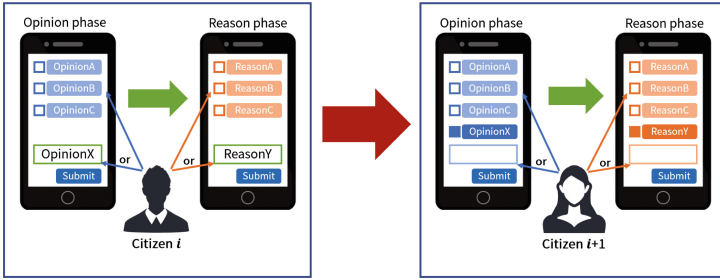 Opinion phase
Reason phase
OpinionA
OpinionB
OpinionC
OpinionX
Submit
ReasonA
ReasonB
ReasonC
ReasonY
Submit
or
or
Citizen i
Opinion phase
Reason phase
OpinionA
OpinionB
OpinionC
OpinionX
Submit
ReasonA
ReasonB
ReasonC
ReasonY
Submit
or
or
Citizen i+1